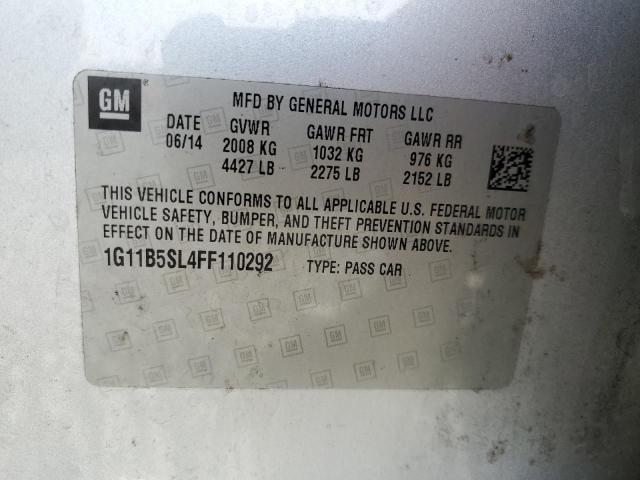 GM ®
MFD BY GENERAL MOTORS LLC
DATE GVWR GAWR FRT GAWR RR
06/14 2008 KG 1032 KG 976 KG
4427 LB 2275 LB 2152 LB
THIS VEHICLE CONFORMS TO ALL APPLICABLE U.S. FEDERAL MOTOR
VEHICLE SAFETY, BUMPER, AND THEFT PREVENTION STANDARDS IN
EFFECT ON THE DATE OF MANUFACTURE SHOWN ABOVE.
1G11B5SL4FF110292 TYPE: PASS CAR